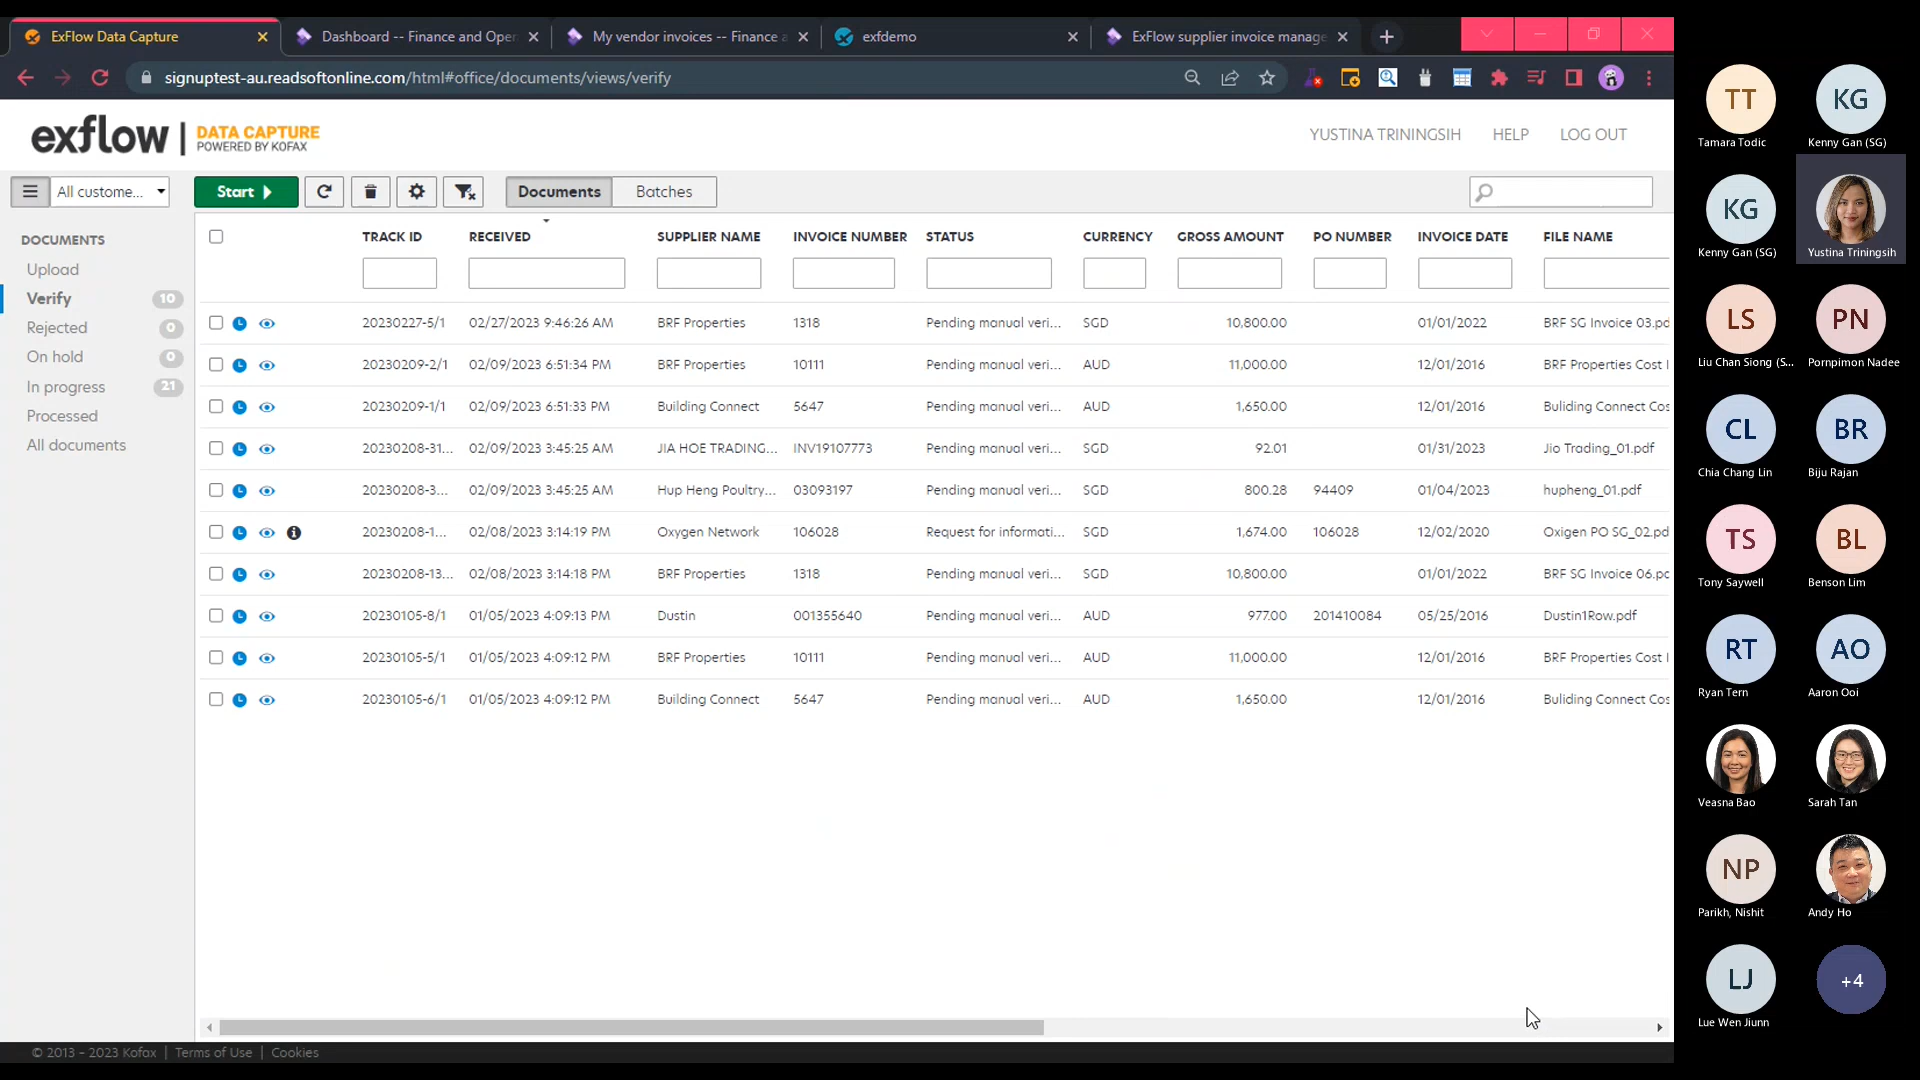 ExFlow Data Capture
Dashboard -- Finance and Oper
My vendor invoices -- Finance a
exfdemo
ExFlow supplier invoice manage
signuptest-au.readsoftonline.com/html#office/documents/views/verify
exflow | DATA CAPTURE
POWERED BY KOFAX
YUSTINA TRININGSIH HELP LOG OUT
All custome... Start Documents Batches
DOCUMENTS
Upload
Verify 10
Rejected 0
On hold 0
In progress 21
Processed
All documents
TRACK ID RECEIVED SUPPLIER NAME INVOICE NUMBER STATUS CURRENCY GROSS AMOUNT PO NUMBER INVOICE DATE FILE NAME
20230227-5/1 02/27/2023 9:46:26 AM BRF Properties 1318 Pending manual veri... SGD 10,800.00 01/01/2022 BRF SG Invoice 03.pd
20230209-2/1 02/09/2023 6:51:34 PM BRF Properties 10111 Pending manual veri... AUD 11,000.00 12/01/2016 BRF Properties Cost I
20230209-1/1 02/09/2023 6:51:33 PM Building Connect 5647 Pending manual veri... AUD 1,650.00 12/01/2016 Buliding Connect Cos
20230208-31... 02/09/2023 3:45:25 AM JIA HOE TRADING... INV19107773 Pending manual veri... SGD 92.01 01/31/2023 Jio Trading_01.pdf
20230208-3... 02/09/2023 3:45:25 AM Hup Heng Poultry... 03093197 Pending manual veri... SGD 800.28 94409 01/04/2023 hupheng_01.pdf
20230208-1... 02/08/2023 3:14:19 PM Oxygen Network 106028 Request for informati... SGD 1,674.00 106028 12/02/2020 Oxigen PO SG_02.pd
20230208-13... 02/08/2023 3:14:18 PM BRF Properties 1318 Pending manual veri... SGD 10,800.00 01/01/2022 BRF SG Invoice 06.pd
20230105-8/1 01/05/2023 4:09:13 PM Dustin 001355640 Pending manual veri... AUD 977.00 201410084 05/25/2016 Dustin1Row.pdf
20230105-5/1 01/05/2023 4:09:12 PM BRF Properties 10111 Pending manual veri... AUD 11,000.00 12/01/2016 BRF Properties Cost I
20230105-6/1 01/05/2023 4:09:12 PM Building Connect 5647 Pending manual veri... AUD 1,650.00 12/01/2016 Buliding Connect Cos
© 2013 – 2023 Kofax | Terms of Use | Cookies
TT KG
Tamara Todic Kenny Gan (SG)
KG
Kenny Gan (SG) Yustina Triningsih
LS PN
Liu Chan Siong (S... Pornpimon Nadee
CL BR
Chia Chang Lin Biju Rajan
TS BL
Tony Saywell Benson Lim
RT AO
Ryan Tern Aaron Ooi
Veasna Bao Sarah Tan
NP
Parikh, Nishit Andy Ho
LJ +4
Lue Wen Jiunn